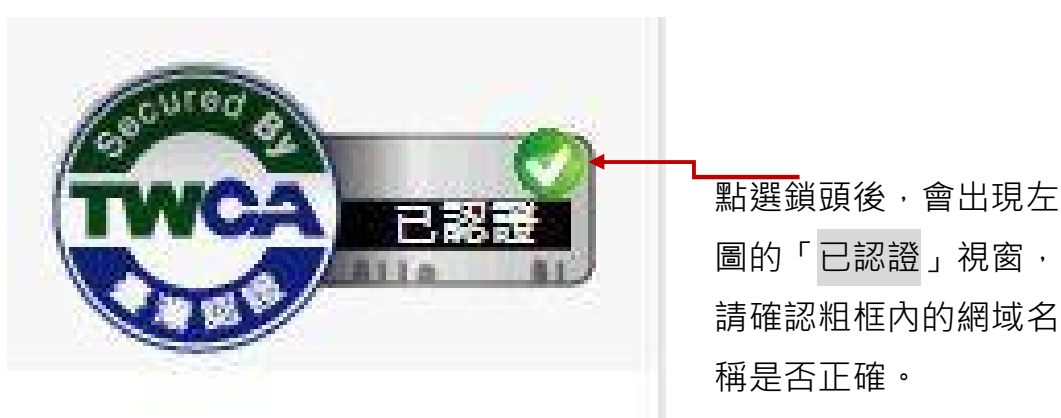 Secured By
TWCA
已認證
點選鎖頭後，會出現左
圖的「已認證」視窗，
請確認粗框內的網域名
稱是否正確。